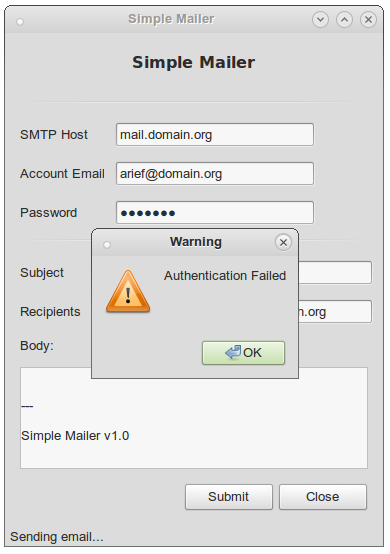 Simple Mailer
Simple Mailer
SMTP Host mail.domain.org
Account Email arief@domain.org
Password ●●●●●●●
Warning
Authentication Failed
OK
Subject
Recipients n.org
Body:
---
Simple Mailer v1.0
Submit Close
Sending email...